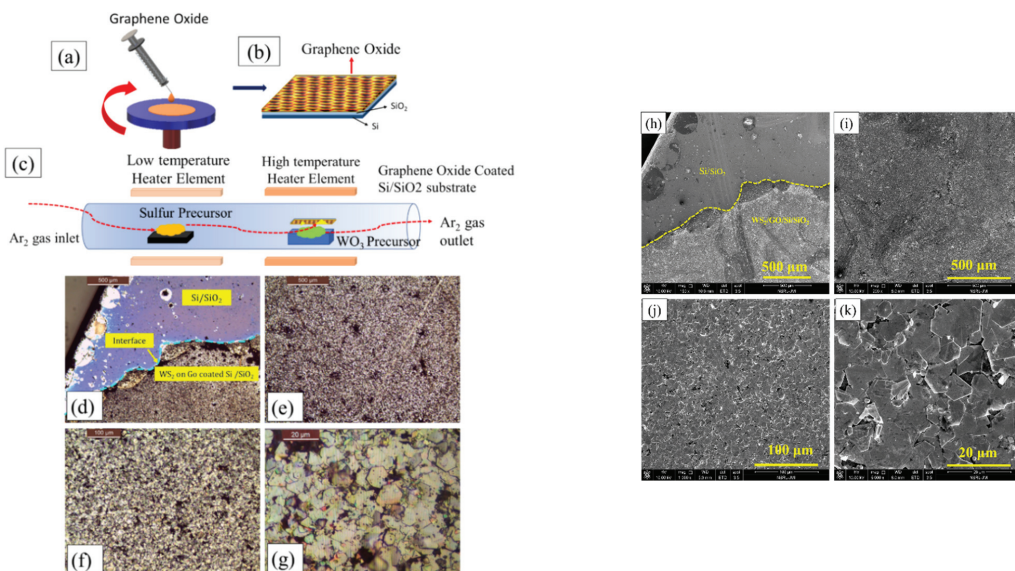 Graphene Oxide
(a)
(b)
Graphene Oxide
SiO2
Si
(c)
Low temperature
Heater Element
High temperature
Heater Element
Graphene Oxide Coated
Si/SiO2 substrate
Sulfur Precursor
Ar2 gas inlet
WO3 Precursor
Ar2 gas
outlet
500 μm
Si/SiO2
Interface
WS2 on Go coated Si /SiO2
(d)
500 μm
(e)
100 μm
(f)
20 μm
(g)
(h)
Si/SiO2
WS2/GO/Si/SiO2
500 μm
(i)
500 μm
(j)
100 μm
(k)
20 μm